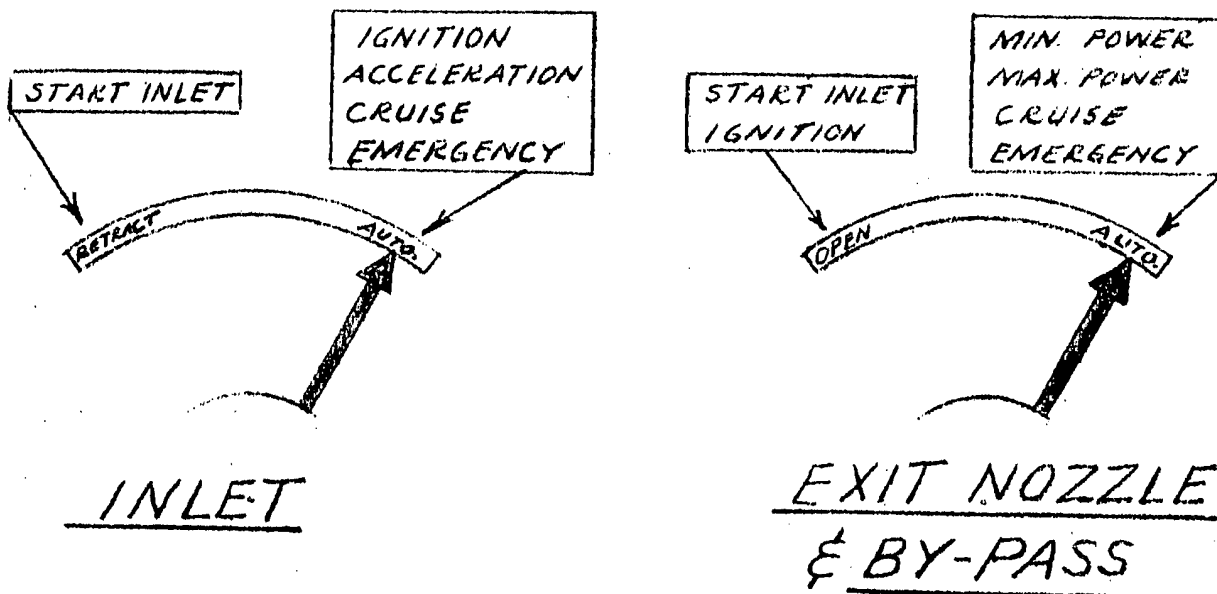 START INLET
IGNITION
ACCELERATION
CRUISE
EMERGENCY
RETRACT
AUTO.
INLET
START INLET
IGNITION
MIN. POWER
MAX. POWER
CRUISE
EMERGENCY
OPEN
AUTO.
EXIT NOZZLE
& BY-PASS